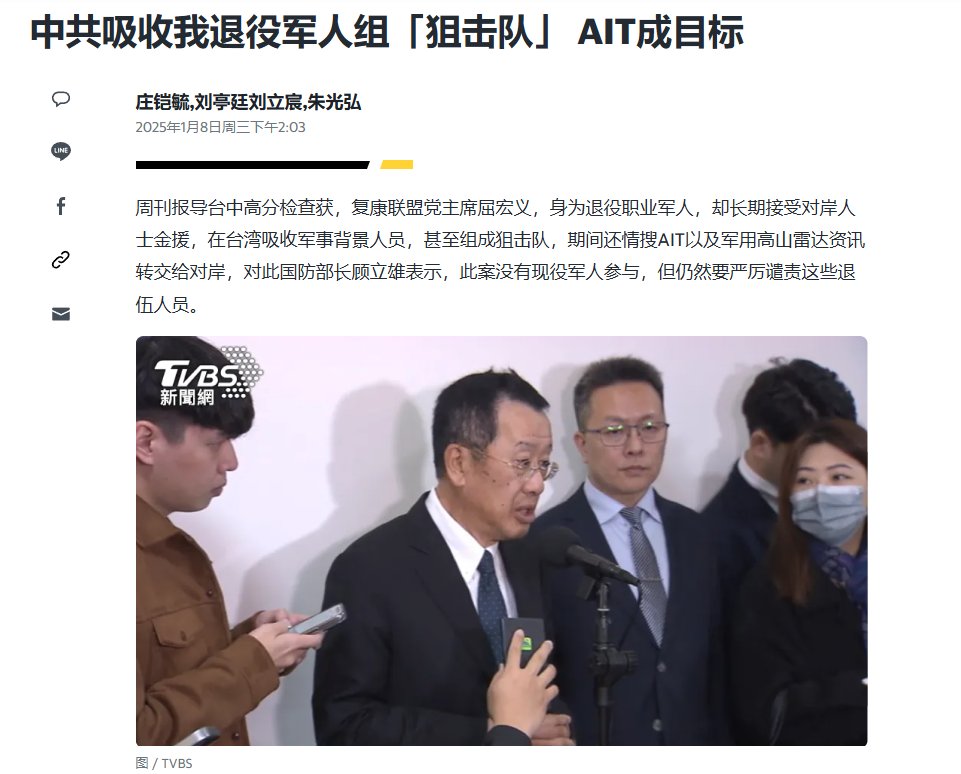 中共吸收我退役军人组「狙击队」 AIT成目标
庄铠毓,刘亭廷刘立宸,朱光弘
2025年1月8日周三下午2:03
LINE
周刊报导台中高分检查获，复康联盟党主席屈宏义，身为退役职业军人，却长期接受对岸人
士金援，在台湾吸收军事背景人员，甚至组成狙击队，期间还情搜AIT以及军用高山雷达资讯
转交给对岸，对此国防部长顾立雄表示，此案没有现役军人参与，但仍然要严厉谴责这些退
伍人员。
TVBS
新聞網
图 / TVBS